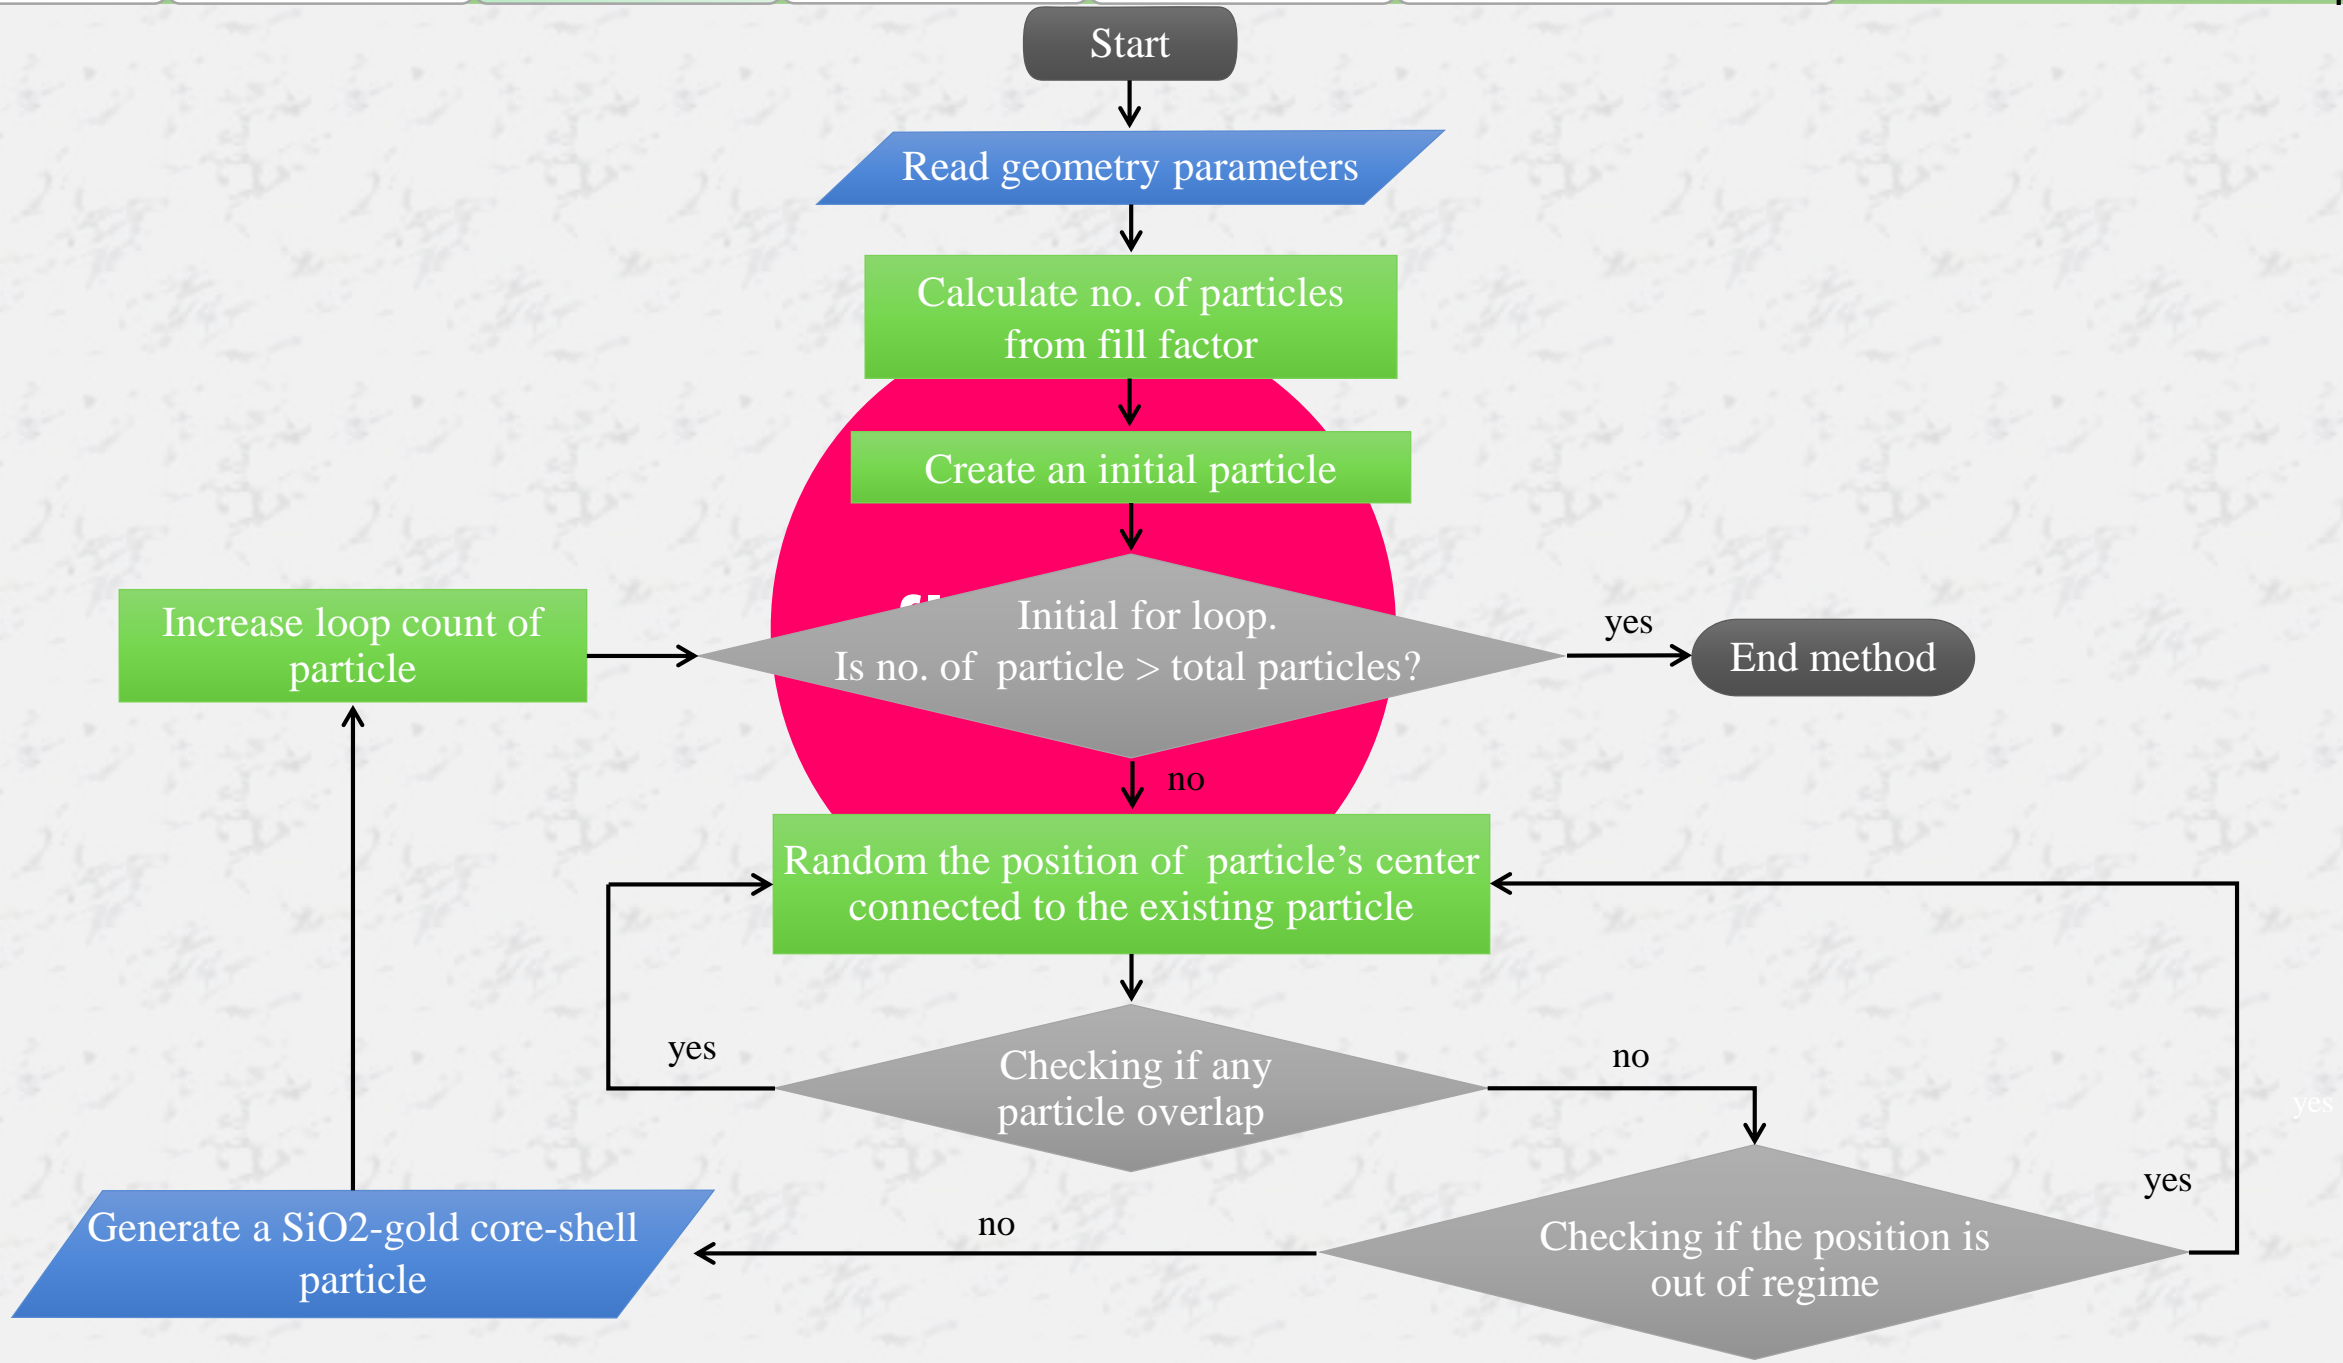 Start
Read geometry parameters
Calculate no. of particles
from fill factor
Create an initial particle
Initial for loop.
Is no. of particle > total particles?
yes
End method
Increase loop count of
particle
no
Random the position of particle’s center
connected to the existing particle
yes
Checking if any
particle overlap
no
yes
yes
Checking if the position is
out of regime
no
Generate a SiO2-gold core-shell
particle